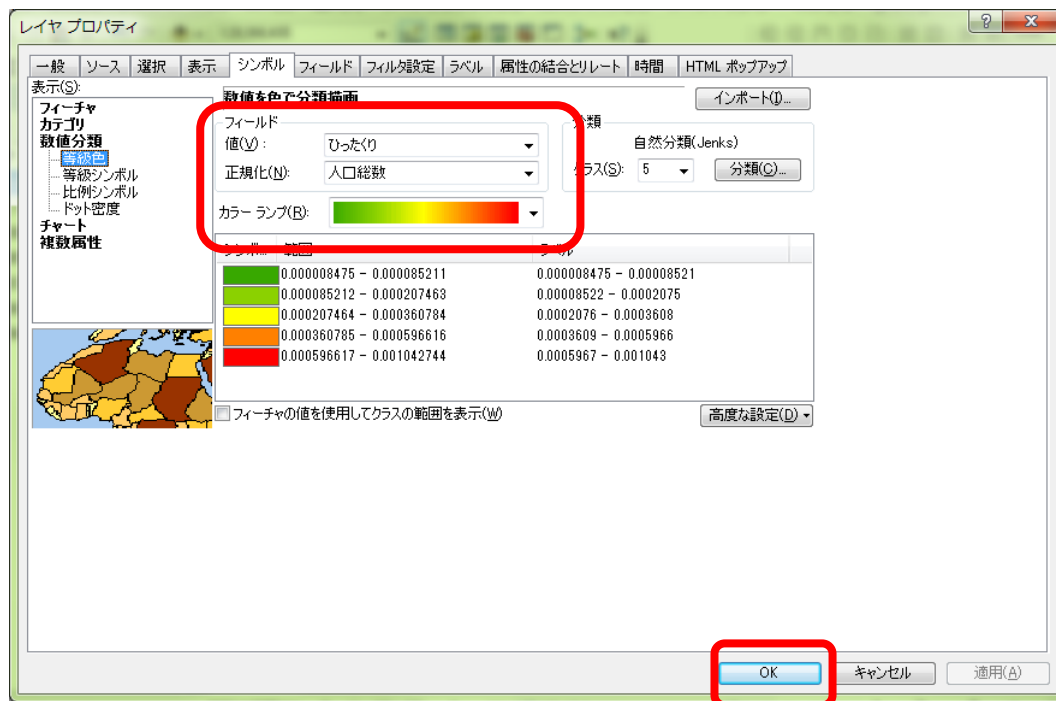 レイヤ プロパティ
一般 ソース 選択 表示 シンボル フィールド フィルタ設定 ラベル 属性の結合とリレート 時間 HTML ポップアップ
表示(S):
フィーチャ
カテゴリ
数値分類
等級色
等級シンボル
比例シンボル
ドット密度
チャート
複数属性
数値を色で分類描画
インポート(I)...
フィールド
値(V):
ひったくり
正規化(N):
人口総数
カラー ランプ(R):
分類
自然分類(Jenks)
クラス(S): 5
分類(C)...
シンボ... 範囲 ラベル
0.000008475 - 0.000085211 0.000008475 - 0.00008521
0.000085212 - 0.000207463 0.00008522 - 0.0002075
0.000207464 - 0.000360784 0.0002076 - 0.0003608
0.000360785 - 0.000596616 0.0003609 - 0.0005966
0.000596617 - 0.001042744 0.0005967 - 0.001043
フィーチャの値を使用してクラスの範囲を表示(W)
高度な設定(D)
OK キャンセル 適用(A)